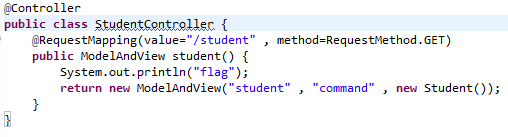 @Controller
public class StudentController {
    @RequestMapping(value="/student" , method=RequestMethod.GET)
    public ModelAndView student() {
        System.out.println("flag");
        return new ModelAndView("student" , "command" , new Student());
    }
}